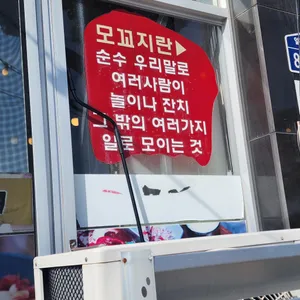 모꼬지란▶
순수 우리말로
여러사람이
놀이나 잔치
그 밖의 여러가지
일로 모이는 것